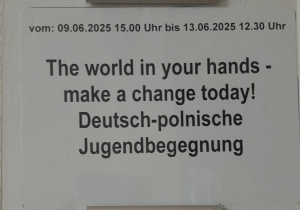 vom: 09.06.2025 15.00 Uhr bis 13.06.2025 12.30 Uhr
The world in your hands -
make a change today!
Deutsch-polnische
Jugendbegegnung